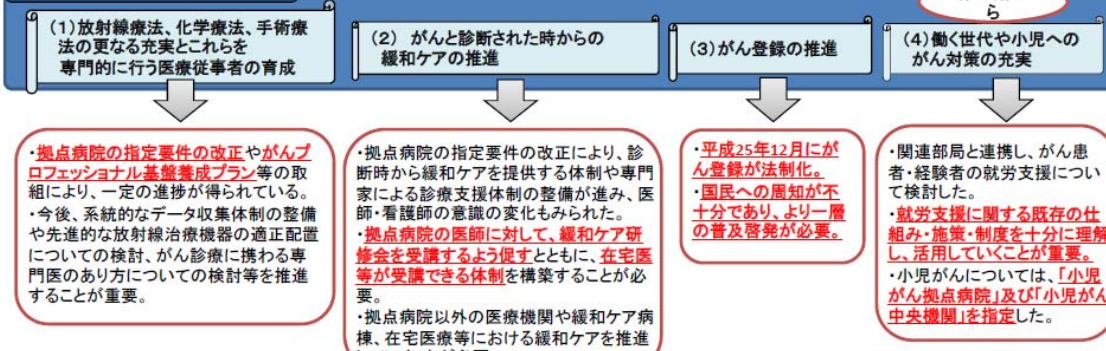 ら
(1)放射線療法、化学療法、手術療
法の更なる充実とこれらを
専門的に行う医療従事者の育成
(2) がんと診断された時からの
緩和ケアの推進
(3)がん登録の推進
(4)働く世代や小児への
がん対策の充実
・拠点病院の指定要件の改正やがんプ
ロフェッショナル基盤養成プラン等の取
組により、一定の進捗が得られている。
・今後、系統的なデータ収集体制の整備
や先進的な放射線治療機器の適正配置
についての検討、がん診療に携わる専
門医のあり方についての検討等を推進
することが重要。
・拠点病院の指定要件の改正により、診
断時から緩和ケアを提供する体制や専門
家による診療支援体制の整備が進み、医
師・看護師の意識の変化もみられた。
・拠点病院の医師に対して、緩和ケア研
修会を受講するよう促すとともに、在宅医
等が受講できる体制を構築することが必
要。
・拠点病院以外の医療機関や緩和ケア病
棟、在宅医療等における緩和ケアを推進
・平成25年12月にが
ん登録が法制化。
・国民への周知が不
十分であり、より一層
の普及啓発が必要。
・関連部局と連携し、がん患
者・経験者の就労支援につい
て検討した。
・就労支援に関する既存の仕
組み・施策・制度を十分に理解
し、活用していくことが重要。
・小児がんについては、「小児
がん拠点病院」及び「小児がん
中央機関」を指定した。